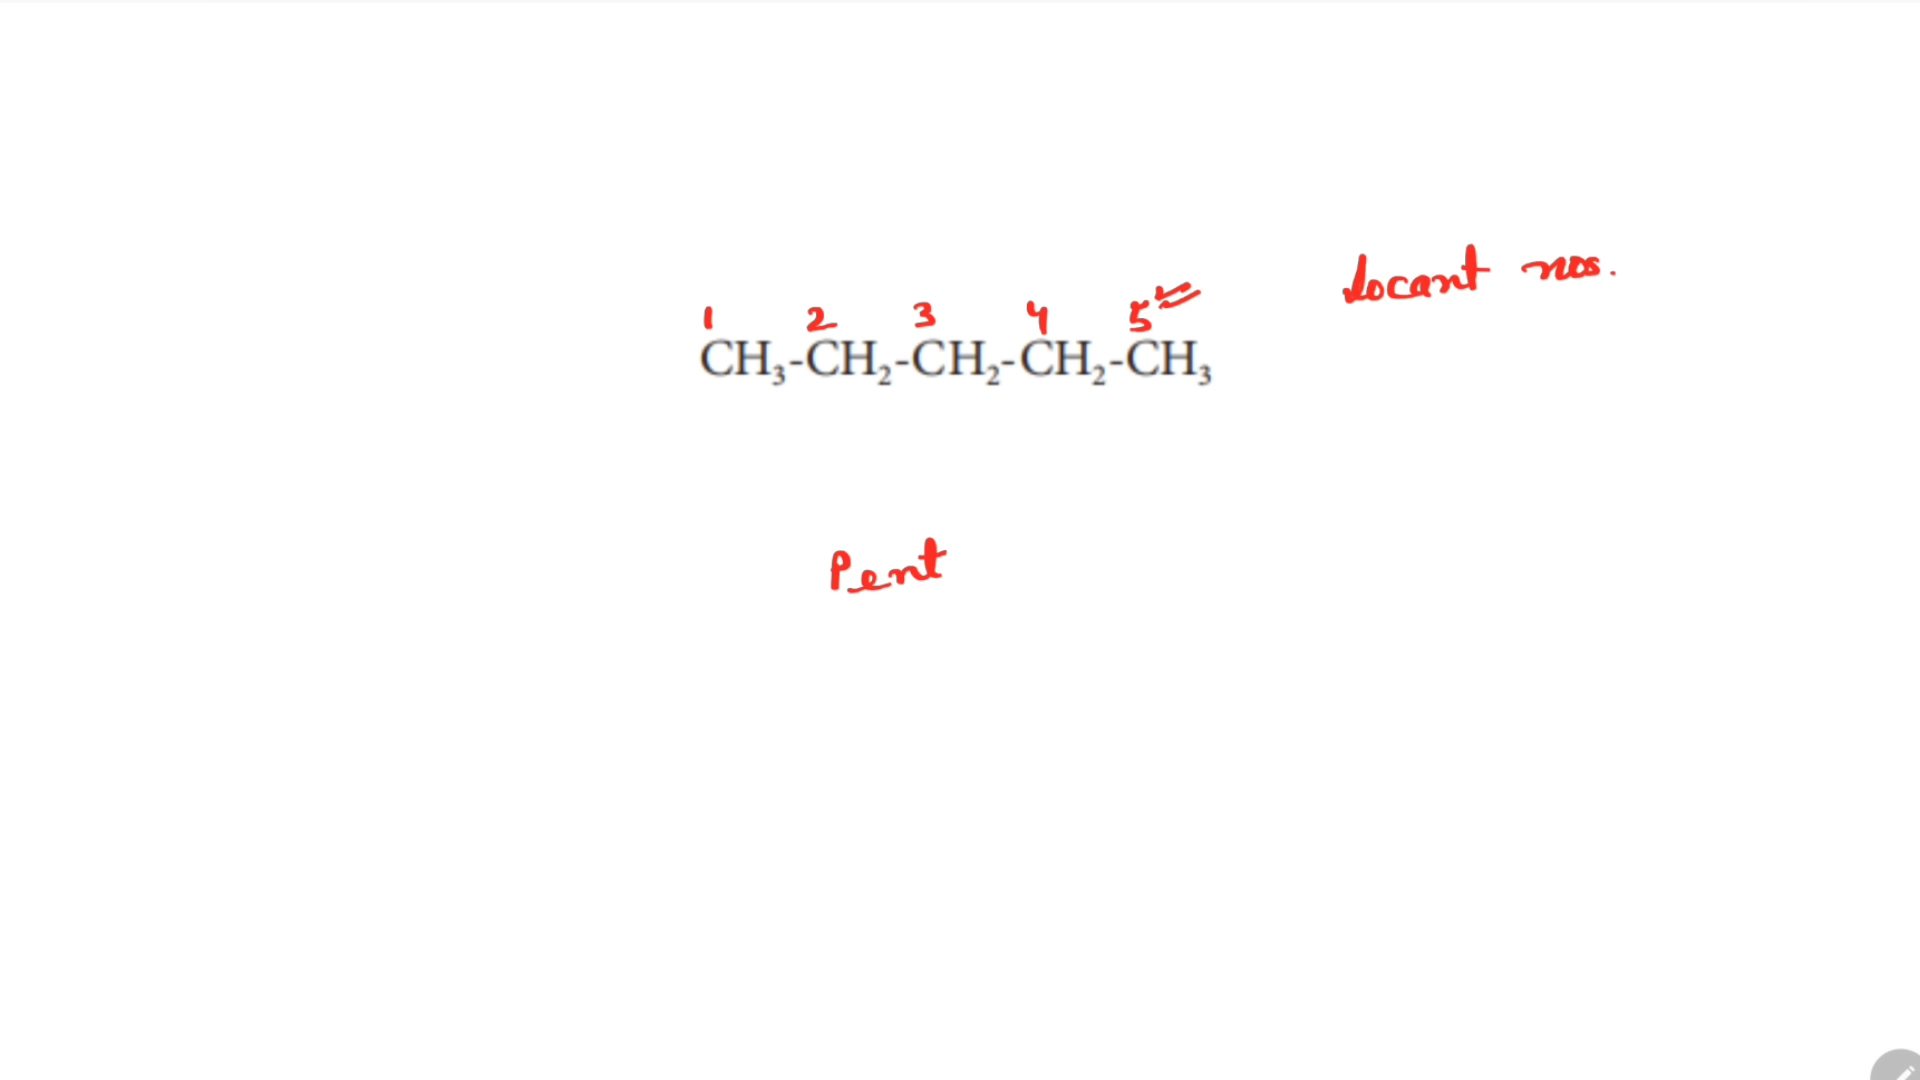 locant nos.
1 2 3 4 5
CH₃-CH₂-CH₂-CH₂-CH₃
Pent